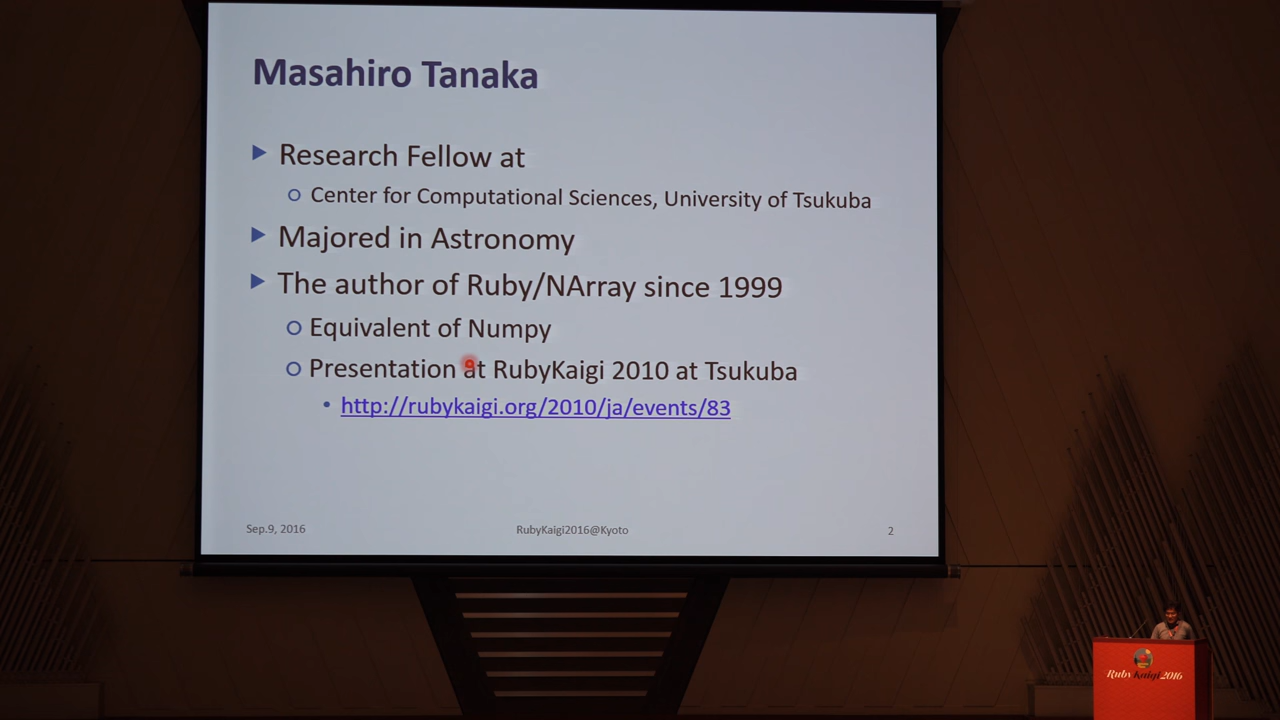 Masahiro Tanaka
Research Fellow at
Center for Computational Sciences, University of Tsukuba
Majored in Astronomy
The author of Ruby/NArray since 1999
Equivalent of Numpy
Presentation at RubyKaigi 2010 at Tsukuba
http://rubykaigi.org/2010/ja/events/83
Sep.9, 2016
RubyKaigi2016@Kyoto
2
RubyKaigi2016